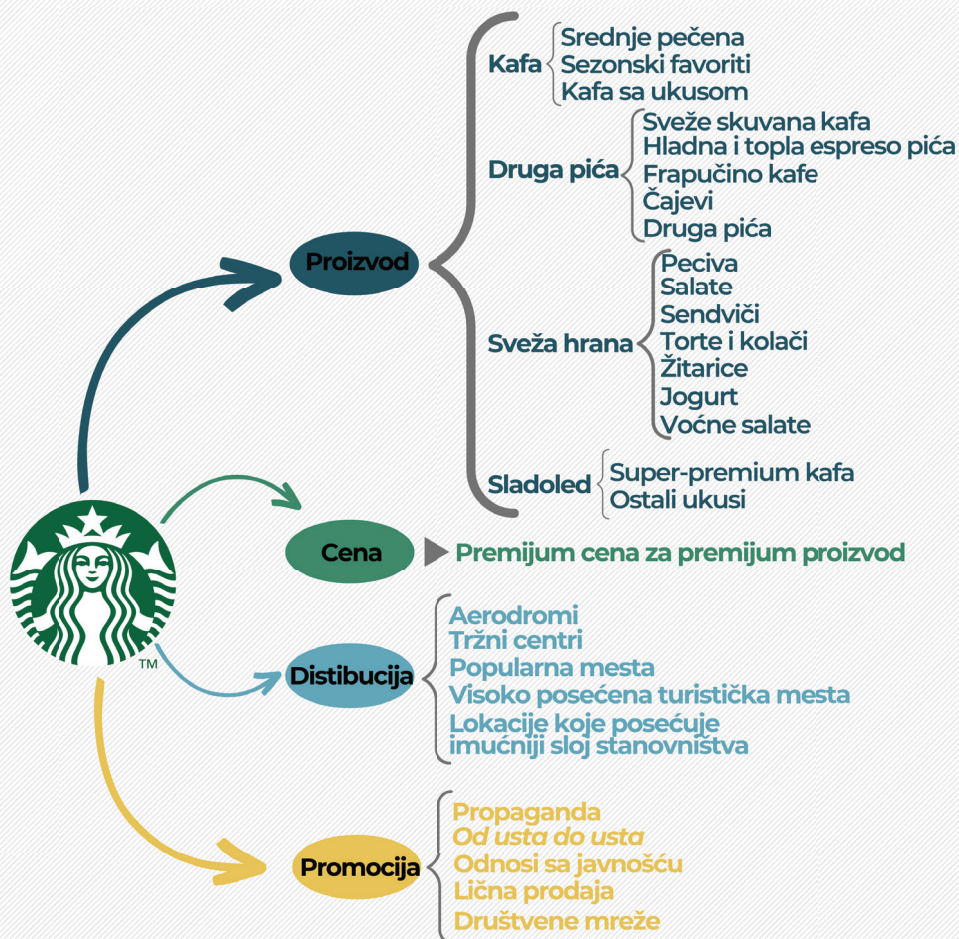 Proizvod
Kafa
Srednje pečena
Sezonski favoriti
Kafa sa ukusom
Druga pića
Sveže skuvana kafa
Hladna i topla espreso pića
Frapučino kafe
Čajevi
Druga pića
Sveža hrana
Peciva
Salate
Sendviči
Torte i kolači
Žitarice
Jogurt
Voćne salate
Sladoled
Super-premium kafa
Ostali ukusi
Cena
Premijum cena za premijum proizvod
TM
Distibucija
Aerodromi
Tržni centri
Popularna mesta
Visoko posećena turistička mesta
Lokacije koje posećuje
imućniji sloj stanovništva
Promocija
Propaganda
Od usta do usta
Odnosi sa javnošću
Lična prodaja
Društvene mreže